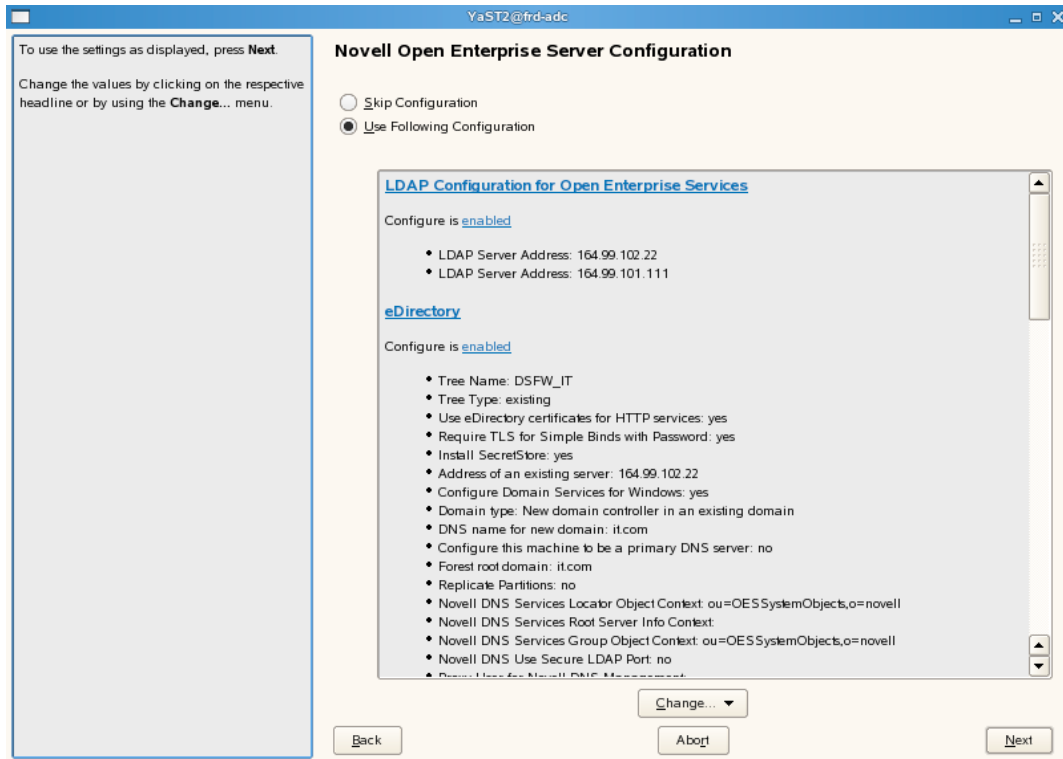 YaST2@frd-adc
To use the settings as displayed, press Next.
Change the values by clicking on the respective
headline or by using the Change... menu.
Novell Open Enterprise Server Configuration
Skip Configuration
Use Following Configuration
LDAP Configuration for Open Enterprise Services
Configure is enabled
• LDAP Server Address: 164.99.102.22
• LDAP Server Address: 164.99.101.111
eDirectory
Configure is enabled
• Tree Name: DSFW_IT
• Tree Type: existing
• Use eDirectory certificates for HTTP services: yes
• Require TLS for Simple Binds with Password: yes
• Install SecretStore: yes
• Address of an existing server: 164.99.102.22
• Configure Domain Services for Windows: yes
• Domain type: New domain controller in an existing domain
• DNS name for new domain: it.com
• Configure this machine to be a primary DNS server: no
• Forest root domain: it.com
• Replicate Partitions: no
• Novell DNS Services Locator Object Context: ou=OESSystemObjects,o=novell
• Novell DNS Services Root Server Info Context:
• Novell DNS Services Group Object Context: ou=OESSystemObjects,o=novell
• Novell DNS Use Secure LDAP Port: no
• Proxy User for Novell DNS Management:
Change...
Back
Abort
Next